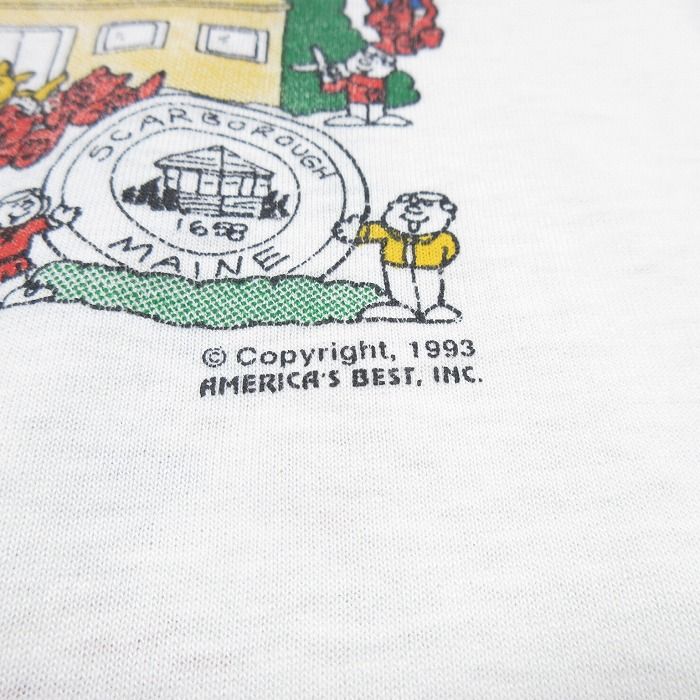 SCARBOROUGH
1658
MAINE
© Copyright, 1993
AMERICA'S BEST, INC.